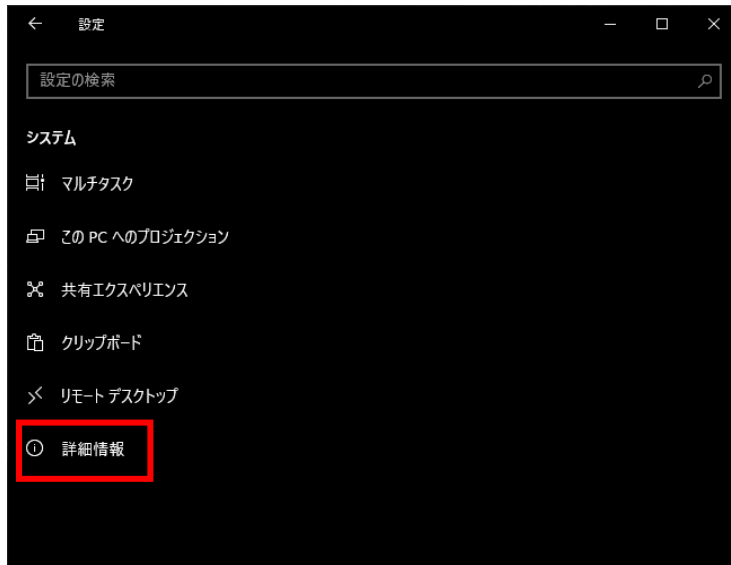 設定
設定の検索
システム
マルチタスク
この PC へのプロジェクション
共有エクスペリエンス
クリップボード
リモート デスクトップ
詳細情報